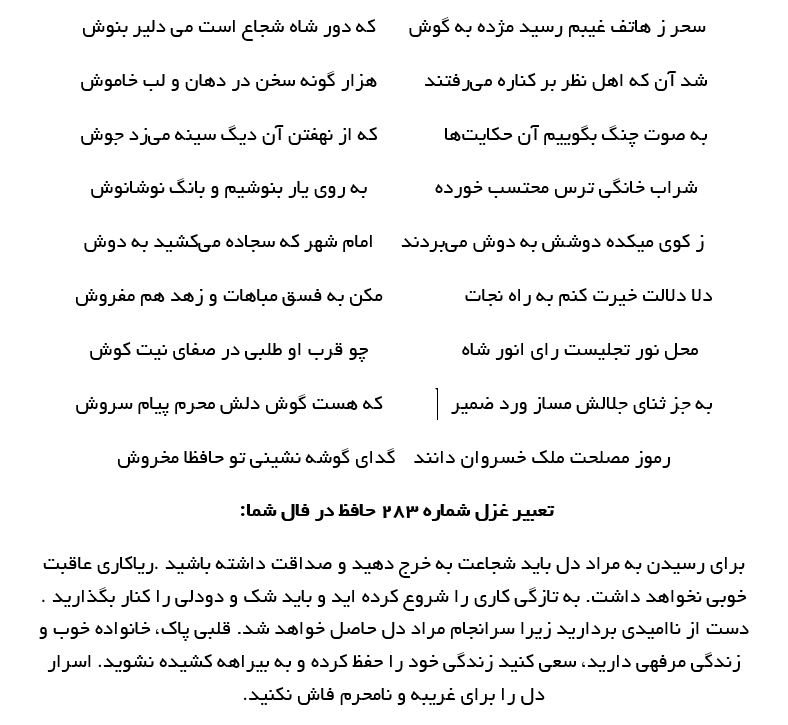 سحر ز هاتف غیبم رسید مژده به گوش که دور شاه شجاع است می دلیر بنوش
شد آن که اهل نظر بر کناره می‌رفتند هزار گونه سخن در دهان و لب خاموش
به صوت چنگ بگوییم آن حکایت‌ها که از نهفتن آن دیگ سینه می‌زد جوش
شراب خانگی ترس محتسب خورده به روی یار بنوشیم و بانگ نوشانوش
ز کوی میکده دوشش به دوش می‌بردند امام شهر که سجاده می‌کشید به دوش
دلا دلالت خیرت کنم به راه نجات مکن به فسق مباهات و زهد هم مفروش
محل نور تجلیست رای انور شاه چو قرب او طلبی در صفای نیت کوش
به جز ثنای جلالش مساز ورد ضمیر که هست گوش دلش محرم پیام سروش
رموز مصلحت ملک خسروان دانند گدای گوشه نشینی تو حافظا مخروش
تعبیر غزل شماره ۲۸۳ حافظ در فال شما:
برای رسیدن به مراد دل باید شجاعت به خرج دهید و صداقت داشته باشید .ریاکاری عاقبت
خوبی نخواهد داشت. به تازگی کاری را شروع کرده اید و باید شک و دودلی را کنار بگذارید .
دست از ناامیدی بردارید زیرا سرانجام مراد دل حاصل خواهد شد. قلبی پاک، خانواده خوب و
زندگی مرفهی دارید، سعی کنید زندگی خود را حفظ کرده و به بیراهه کشیده نشوید. اسرار
دل را برای غریبه و نامحرم فاش نکنید.